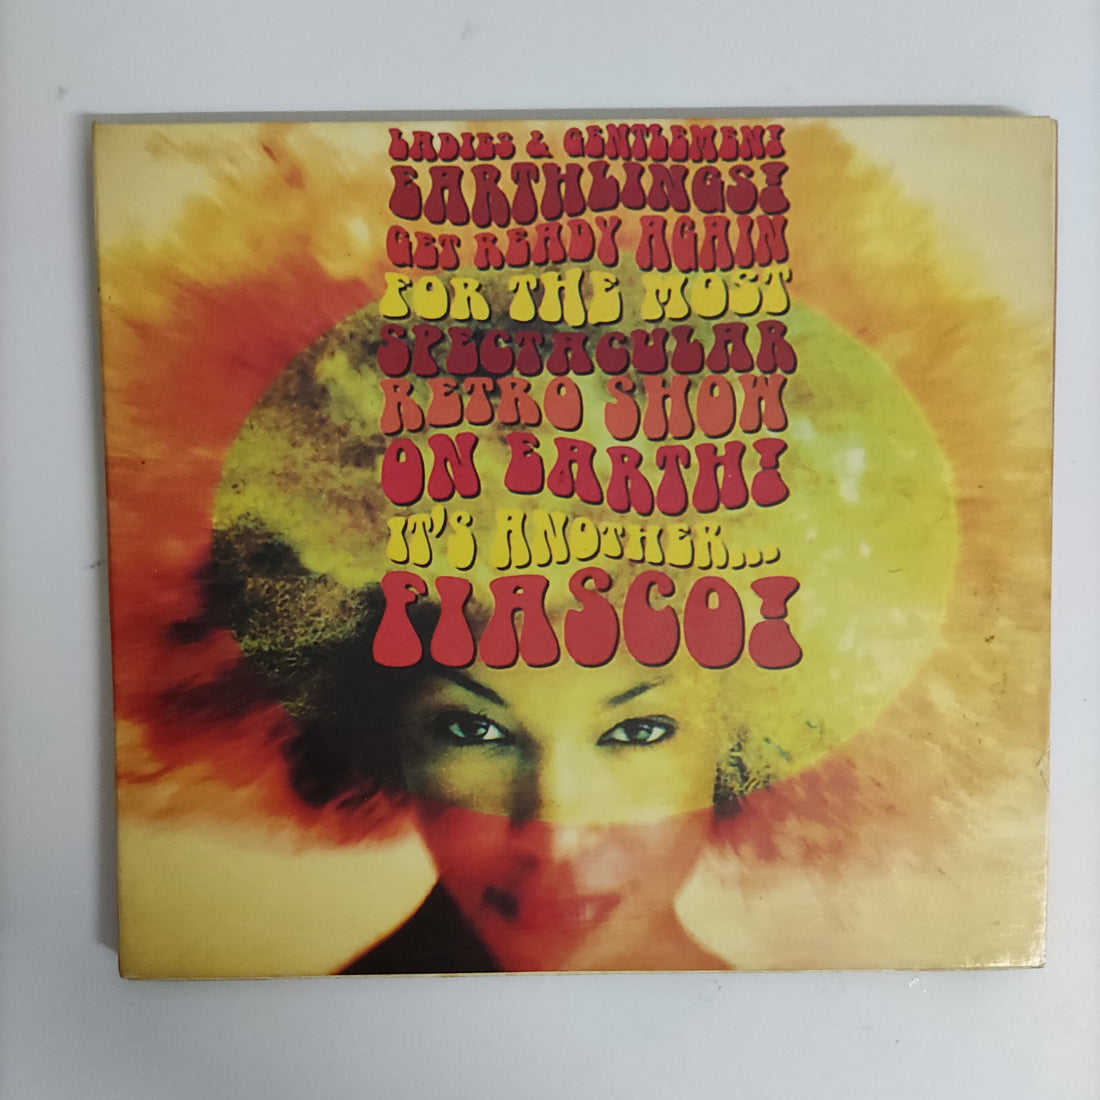 LADIES & GENTLEMEN!
EARTHLINGS!
GET READY AGAIN
FOR THE MOST
SPECTACULAR
RETRO SHOW
ON EARTH!
IT'S ANOTHER...
FIASCO!